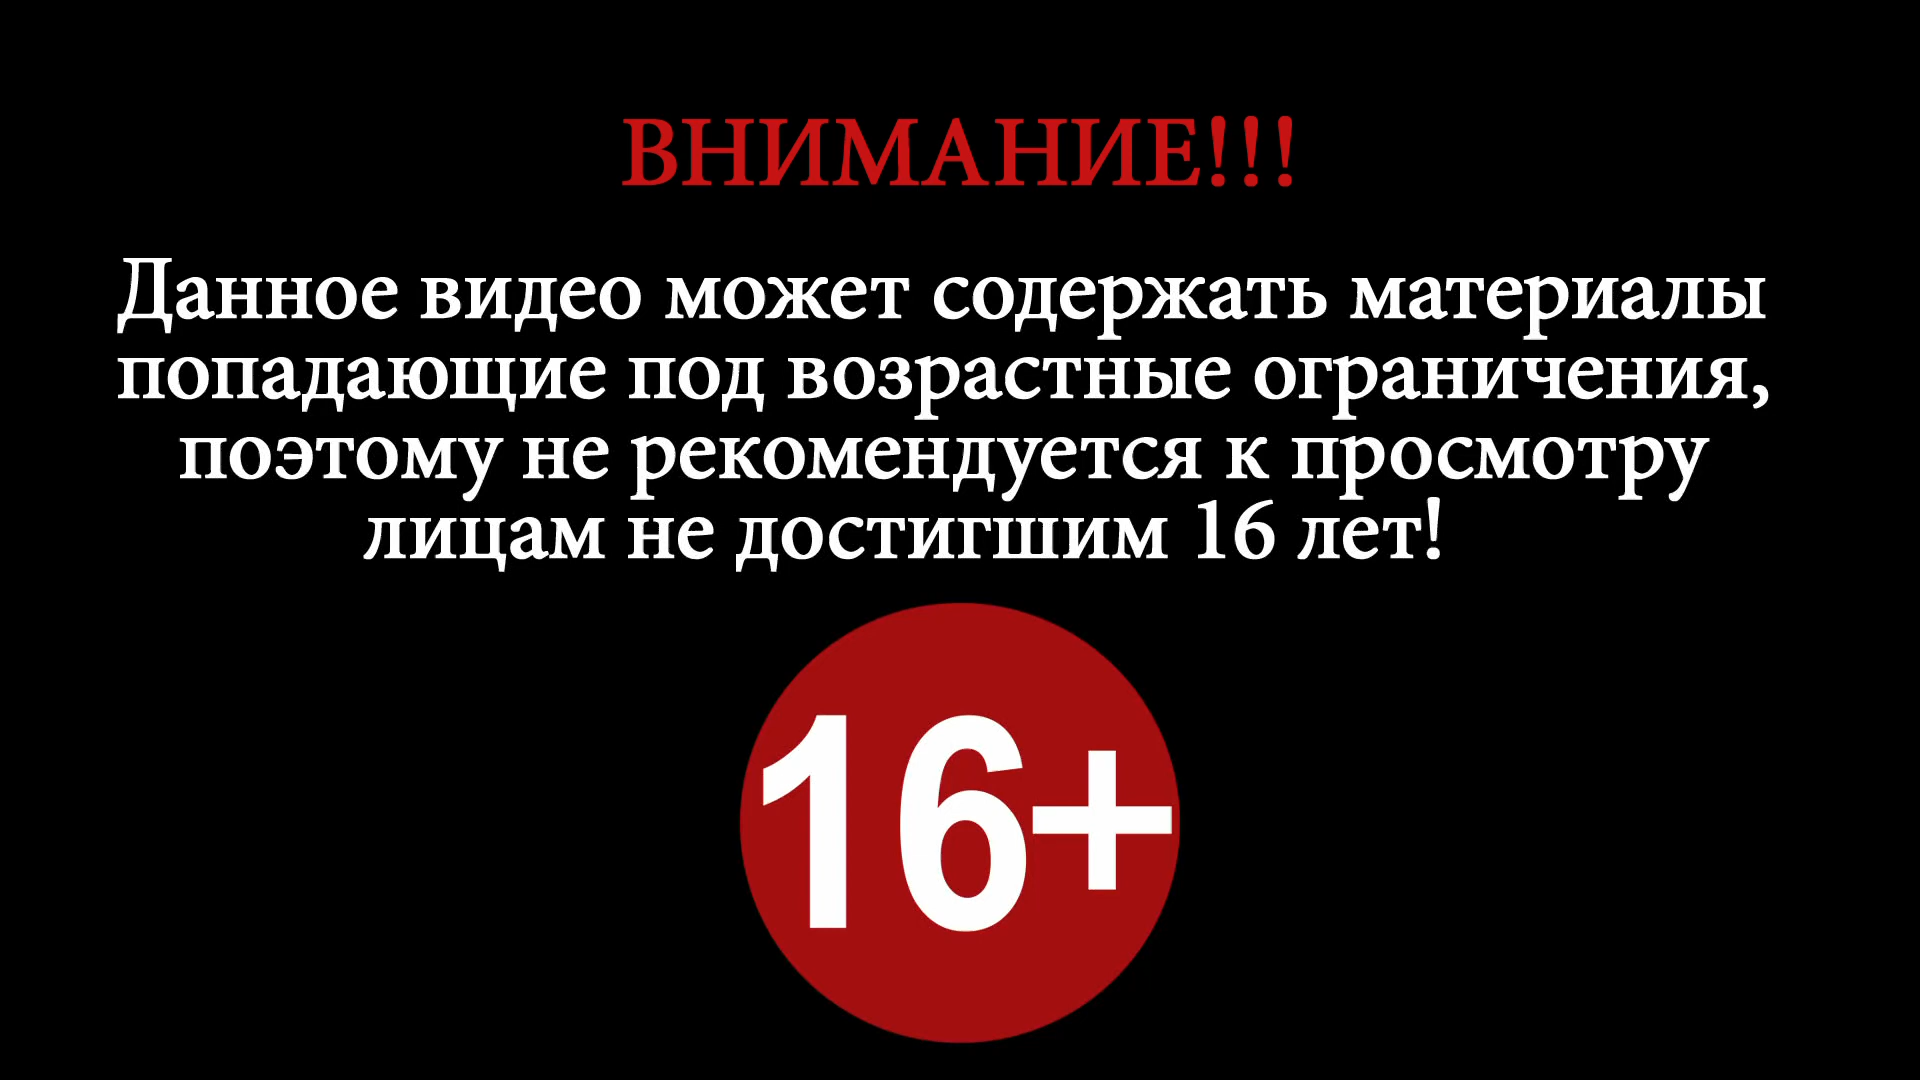 ВНИМАНИЕ!!!
Данное видео может содержать материалы
попадающие под возрастные ограничения,
поэтому не рекомендуется к просмотру
лицам не достигшим 16 лет!
16+